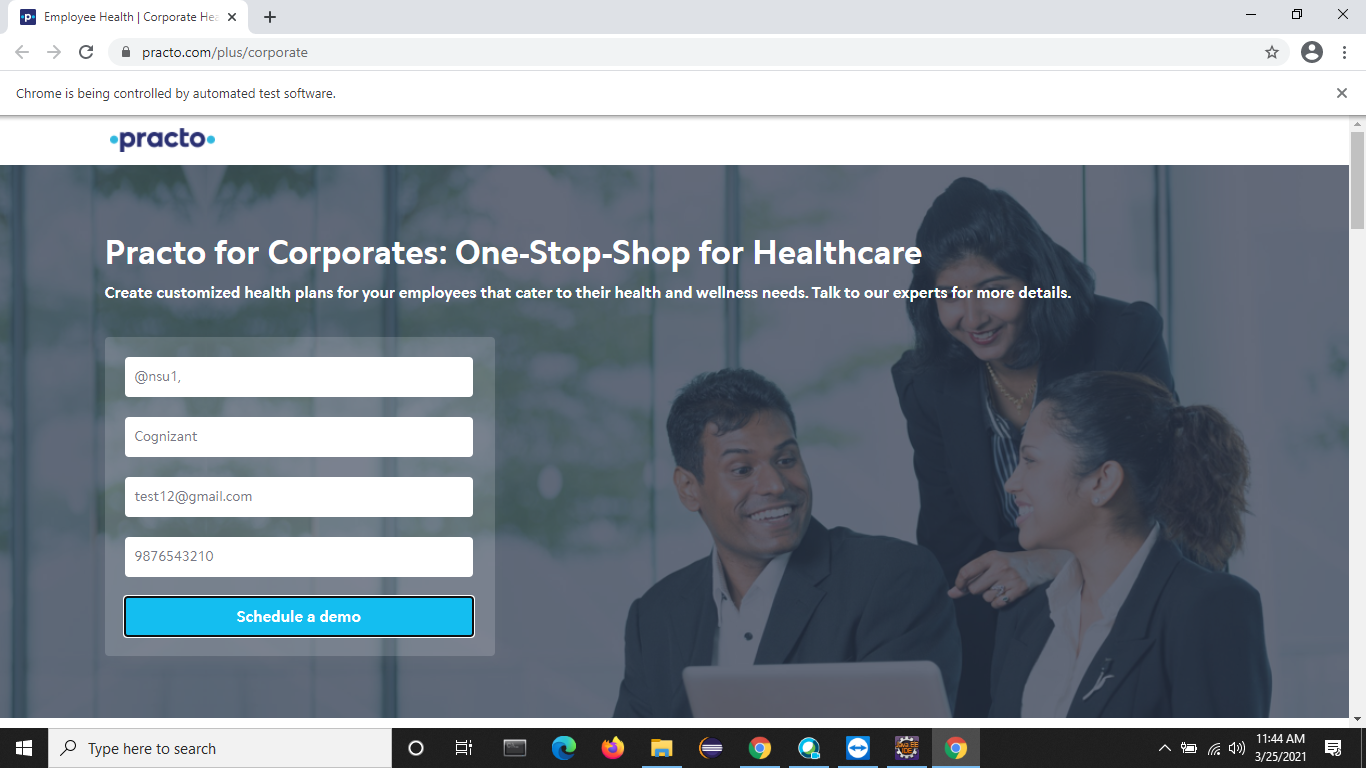 Employee Health | Corporate Hea
practo.com/plus/corporate
Chrome is being controlled by automated test software.
practo
Practo for Corporates: One-Stop-Shop for Healthcare
Create customized health plans for your employees that cater to their health and wellness needs. Talk to our experts for more details.
@nsu1,
Cognizant
test12@gmail.com
9876543210
Schedule a demo
Type here to search
11:44 AM
3/25/2021